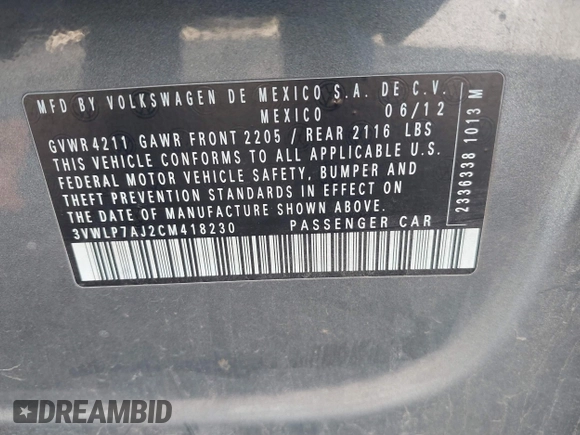 MFD BY VOLKSWAGEN DE MEXICO S.A. DE C.V.
MEXICO 06/12
GVWR 4211 GAWR FRONT 2205 / REAR 2116 LBS
THIS VEHICLE CONFORMS TO ALL APPLICABLE U.S.
FEDERAL MOTOR VEHICLE SAFETY, BUMPER AND
THEFT PREVENTION STANDARDS IN EFFECT ON
THE DATE OF MANUFACTURE SHOWN ABOVE.
3VWLP7AJ2CM418230 PASSENGER CAR
2336338 1013 M
DREAMBID